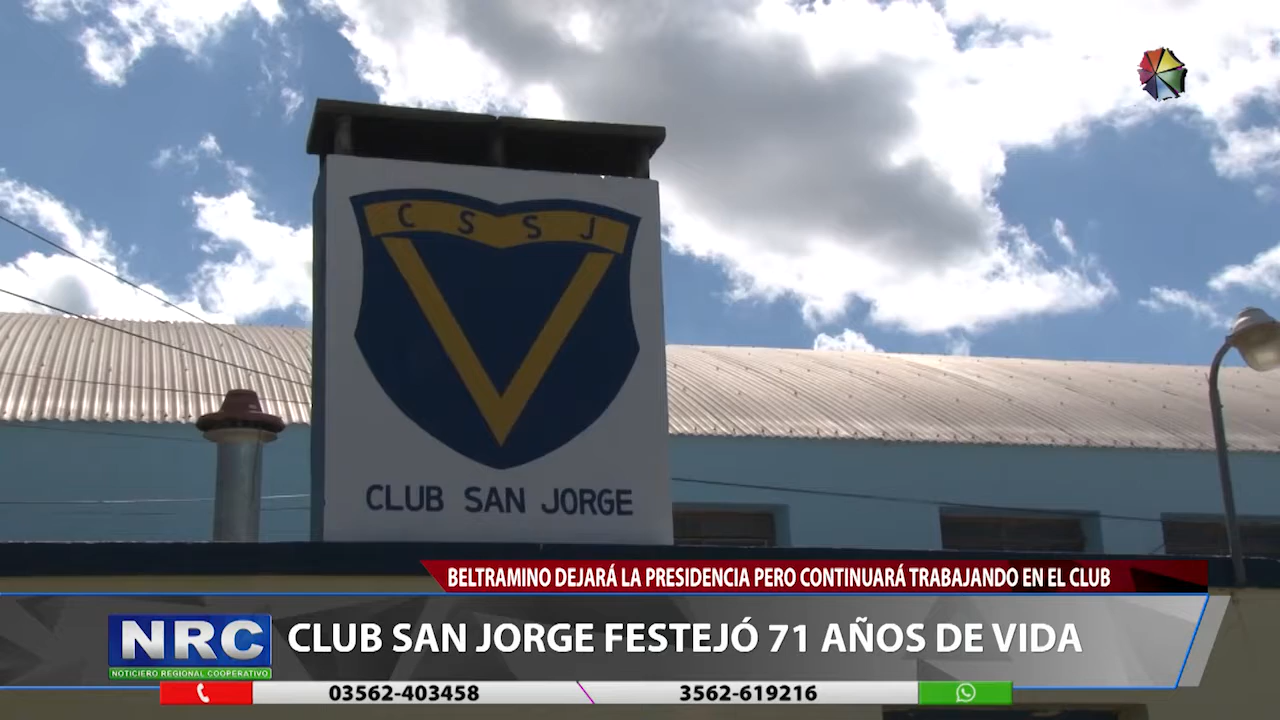 C S S J
CLUB SAN JORGE
BELTRAMINO DEJARÁ LA PRESIDENCIA PERO CONTINUARÁ TRABAJANDO EN EL CLUB
NRC
NOTICIERO REGIONAL COOPERATIVO
CLUB SAN JORGE FESTEJÓ 71 AÑOS DE VIDA
03562-403458
3562-619216